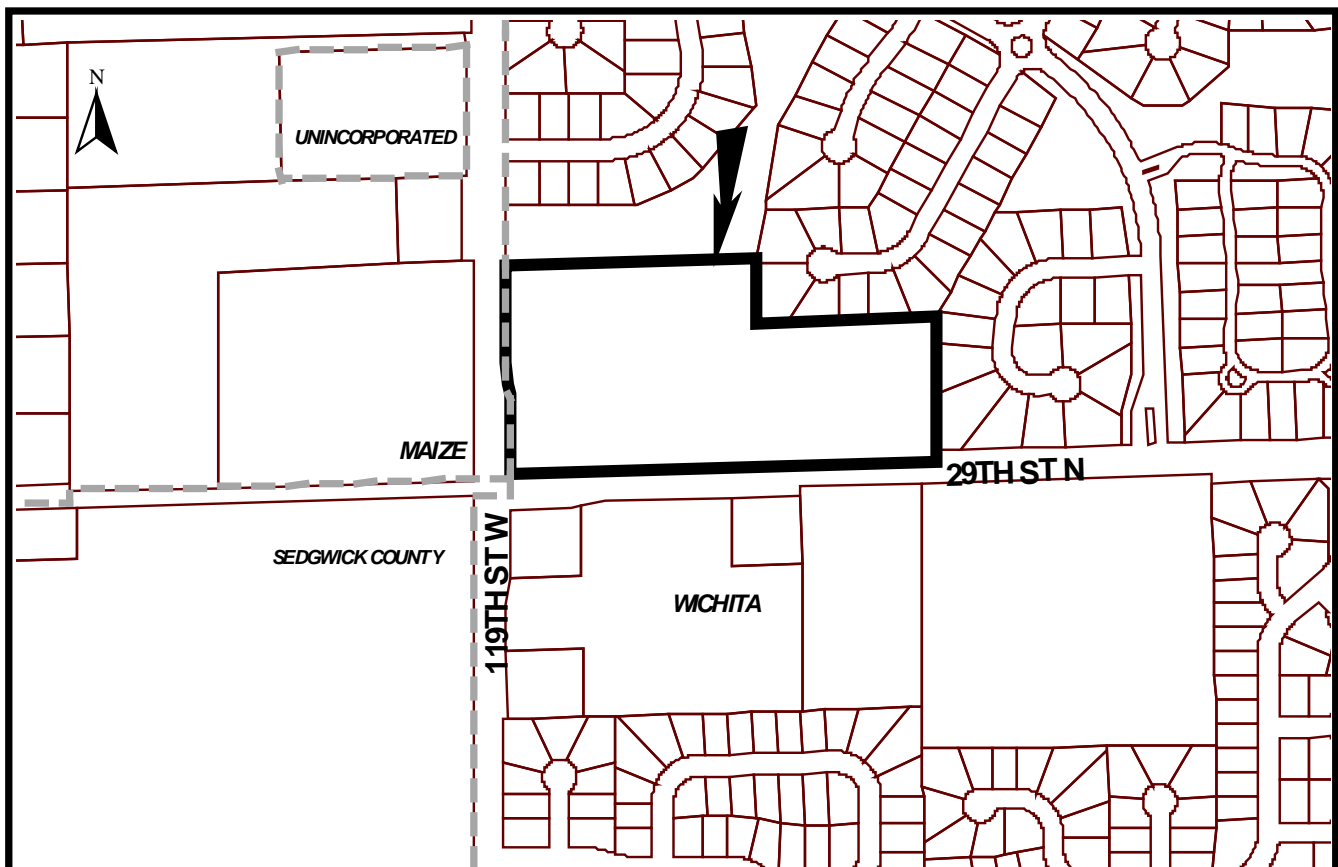 N
UNINCORPORATED
MAIZE
29TH ST N
SEDGWICK COUNTY
119TH ST W
WICHITA